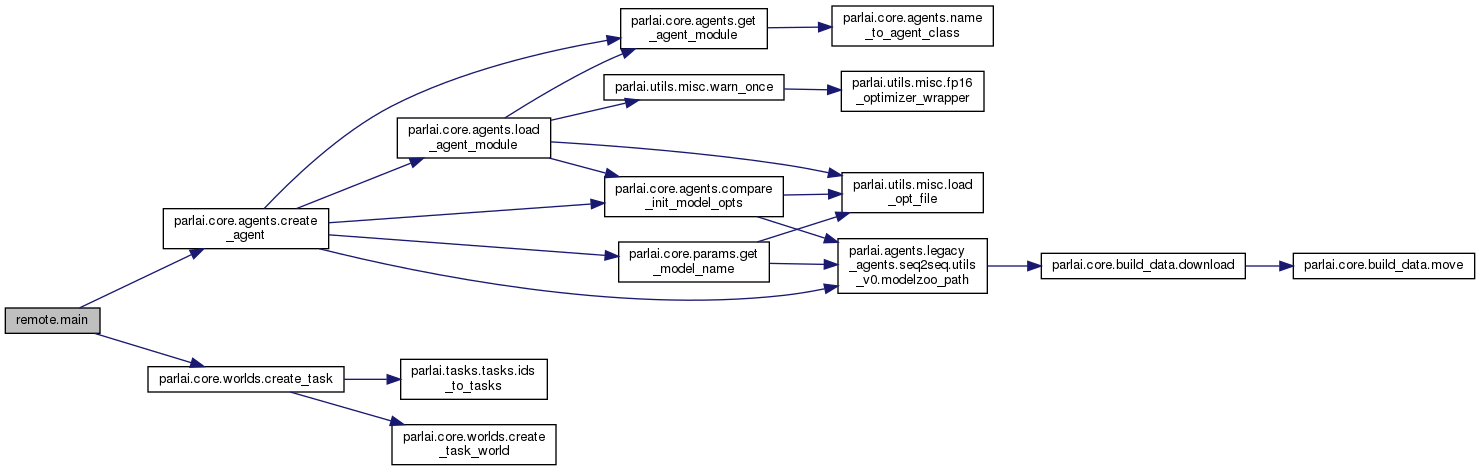 parlai.core.agents.get
_agent_module
parlai.core.agents.name
_to_agent_class
parlai.utils.misc.warn_once
parlai.utils.misc.fp16
_optimizer_wrapper
parlai.core.agents.load
_agent_module
parlai.core.agents.compare
_init_model_opts
parlai.utils.misc.load
_opt_file
parlai.core.agents.create
_agent
parlai.core.params.get
_model_name
parlai.agents.legacy
_agents.seq2seq.utils
_v0.modelzoo_path
parlai.core.build_data.download
parlai.core.build_data.move
remote.main
parlai.core.worlds.create_task
parlai.tasks.tasks.ids
_to_tasks
parlai.core.worlds.create
_task_world